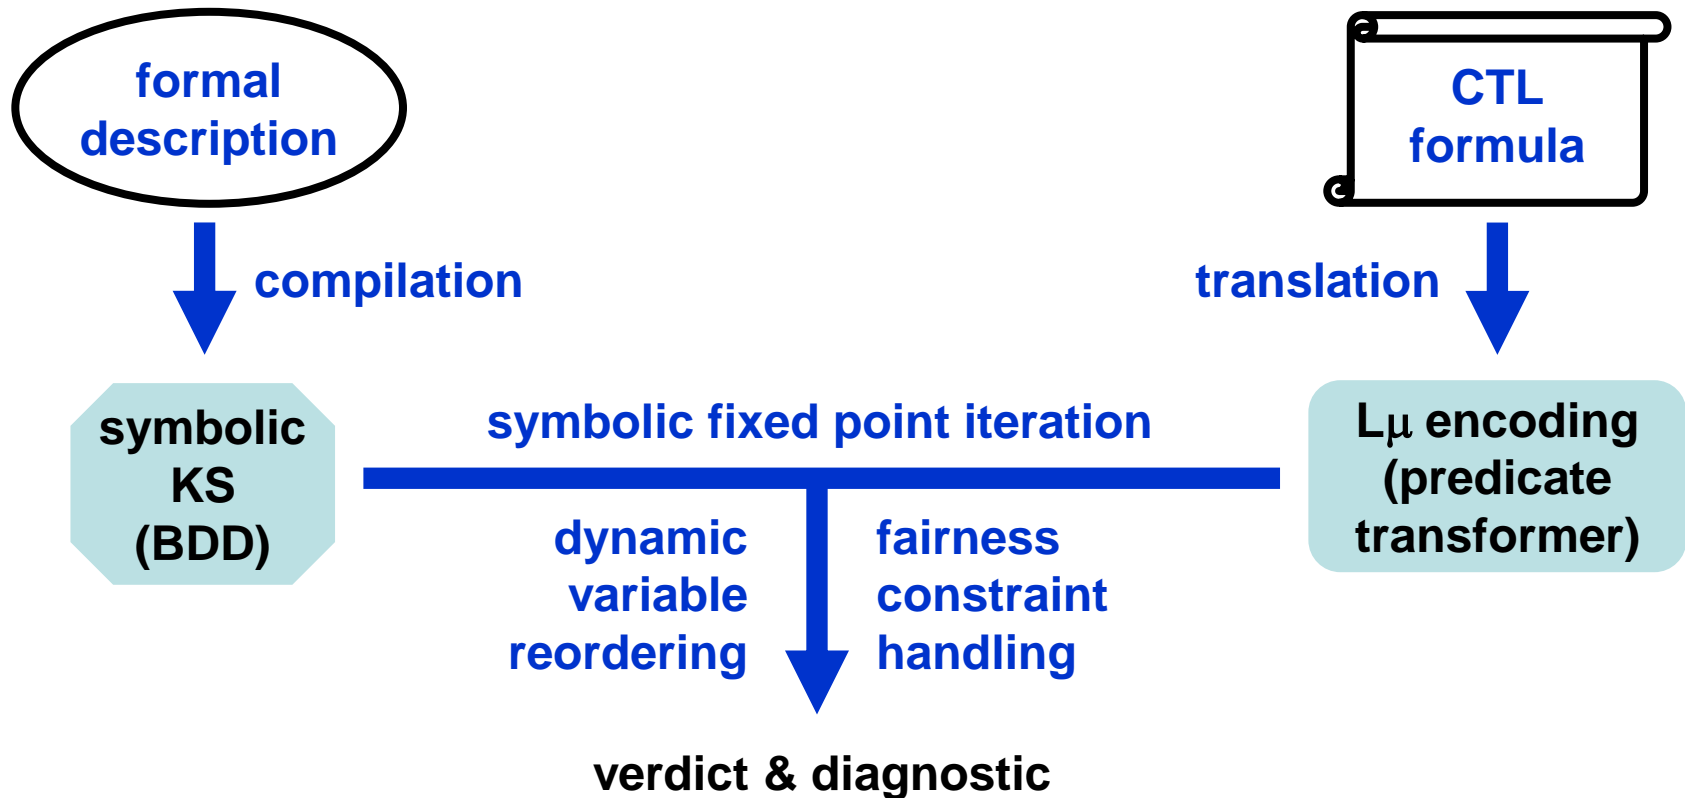 formal
description
CTL
formula
compilation
translation
symbolic
KS
(BDD)
symbolic fixed point iteration
Lμ encoding
(predicate
transformer)
dynamic
variable
reordering
fairness
constraint
handling
verdict & diagnostic